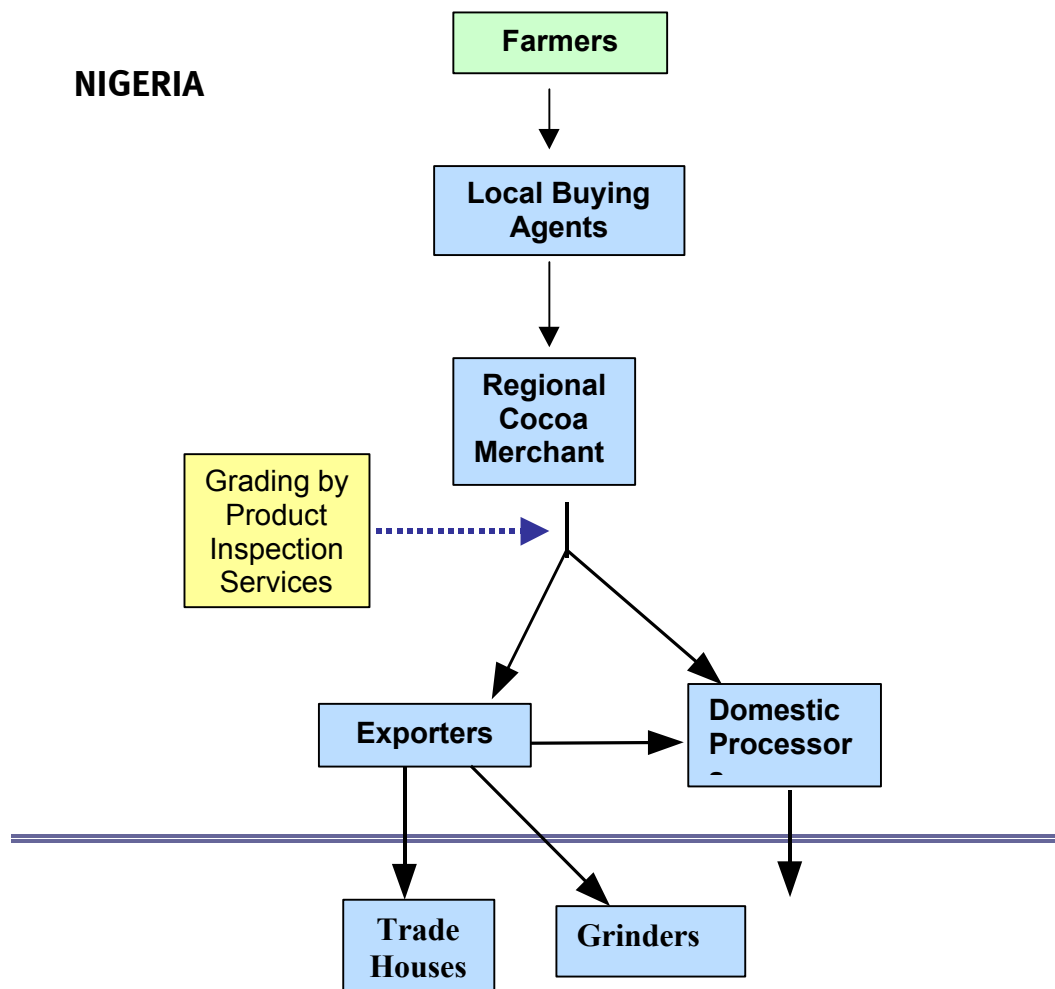 Farmers
NIGERIA
Local Buying
Agents
Regional
Cocoa
Merchant
Grading by
Product
Inspection
Services
Exporters
Domestic
Processor
Trade
Houses
Grinders